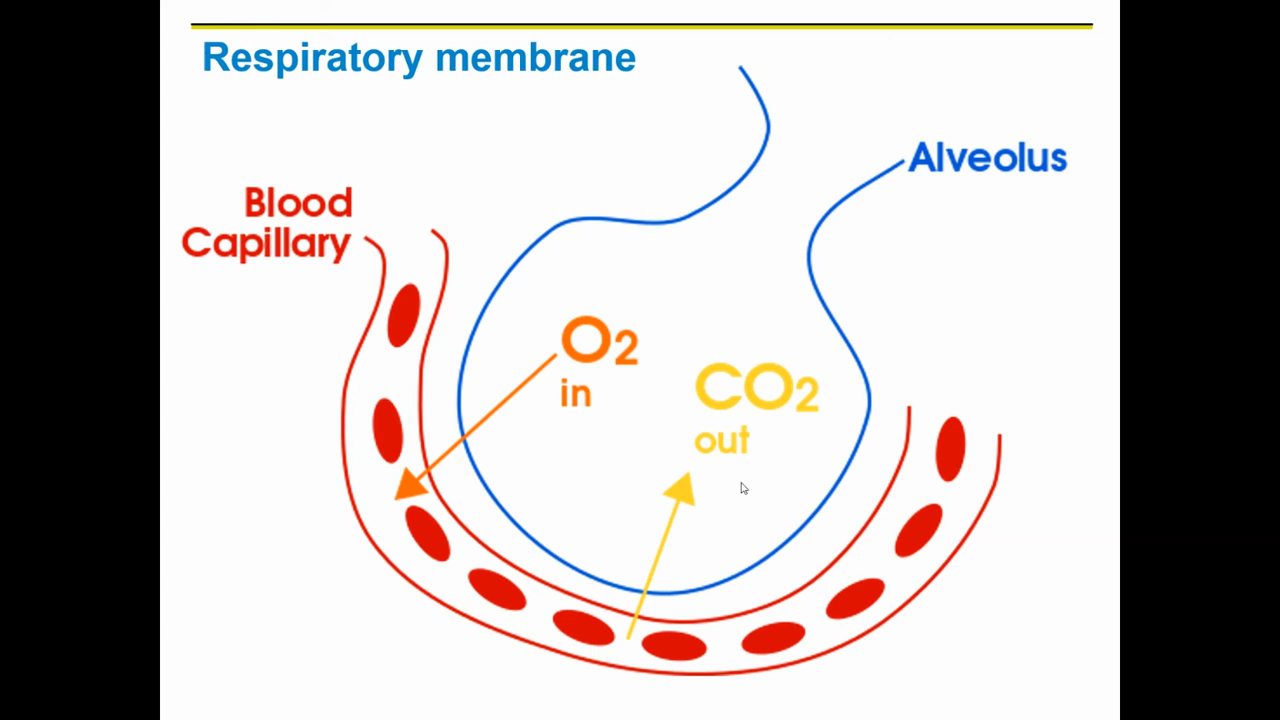 Respiratory membrane
Alveolus
Blood
Capillary
O2
in
CO2
out